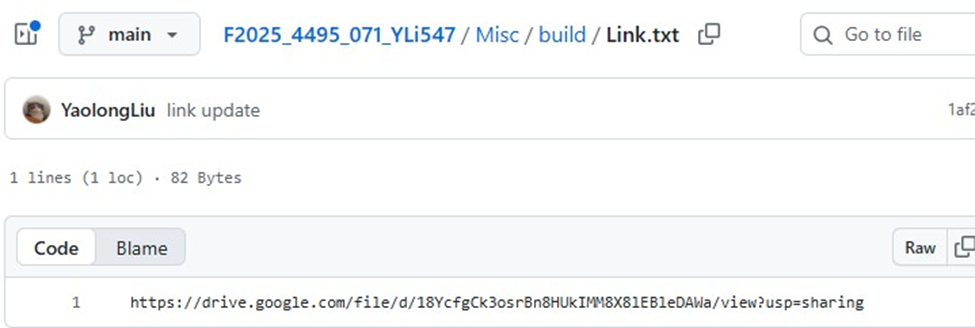 main F2025_4495_071_YLi547 / Misc / build / Link.txt Go to file
YaolongLiu link update 1af2
1 lines (1 loc) · 82 Bytes
Code Blame Raw
1 https://drive.google.com/file/d/18YcfgCk3osrBn8HUkIMM8X8lEBleDAWa/view?usp=sharing